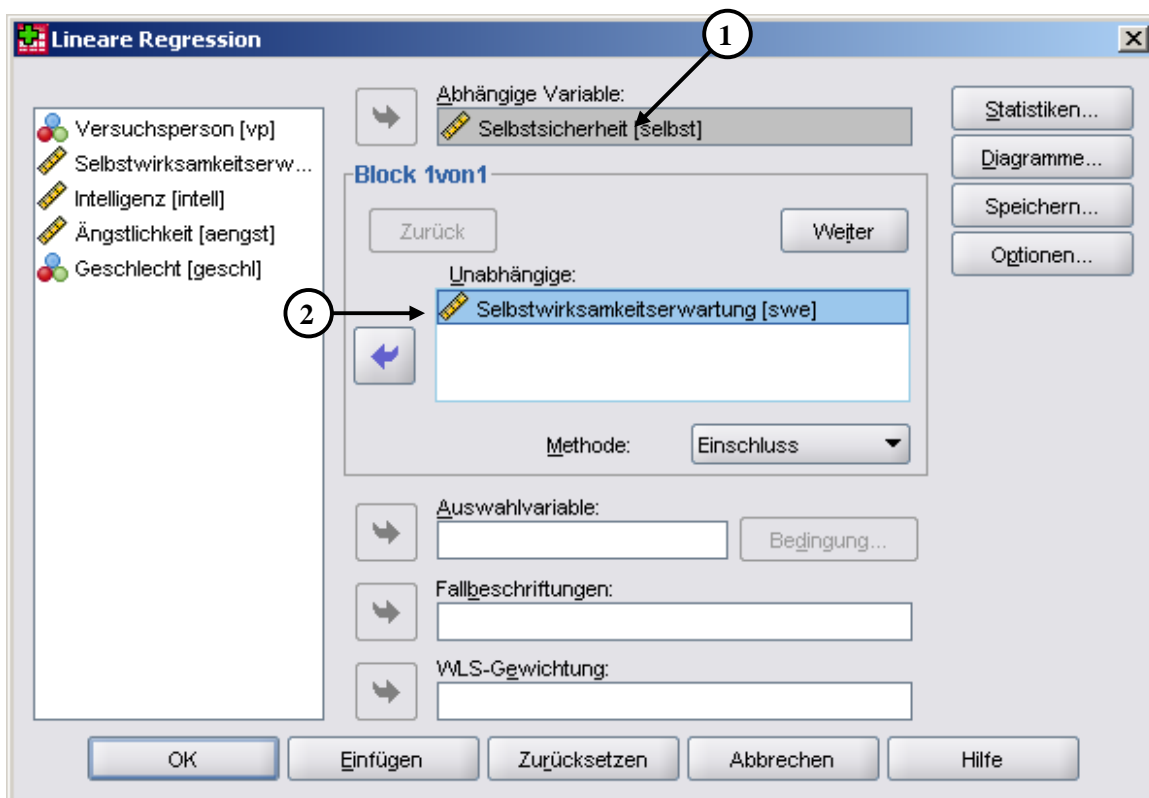 Lineare Regression
1
Abhängige Variable:
Selbstsicherheit [selbst]
Versuchsperson [vp]
Selbstwirksamkeitserw...
Intelligenz [intell]
Ängstlichkeit [aengst]
Geschlecht [geschl]
Block 1von1
Zurück
Weiter
Unabhängige:
2
Selbstwirksamkeitserwartung [swe]
Methode:
Einschluss
Auswahlvariable:
Bedingung...
Fallbeschriftungen:
WLS-Gewichtung:
Statistiken...
Diagramme...
Speichern...
Optionen...
OK
Einfügen
Zurücksetzen
Abbrechen
Hilfe